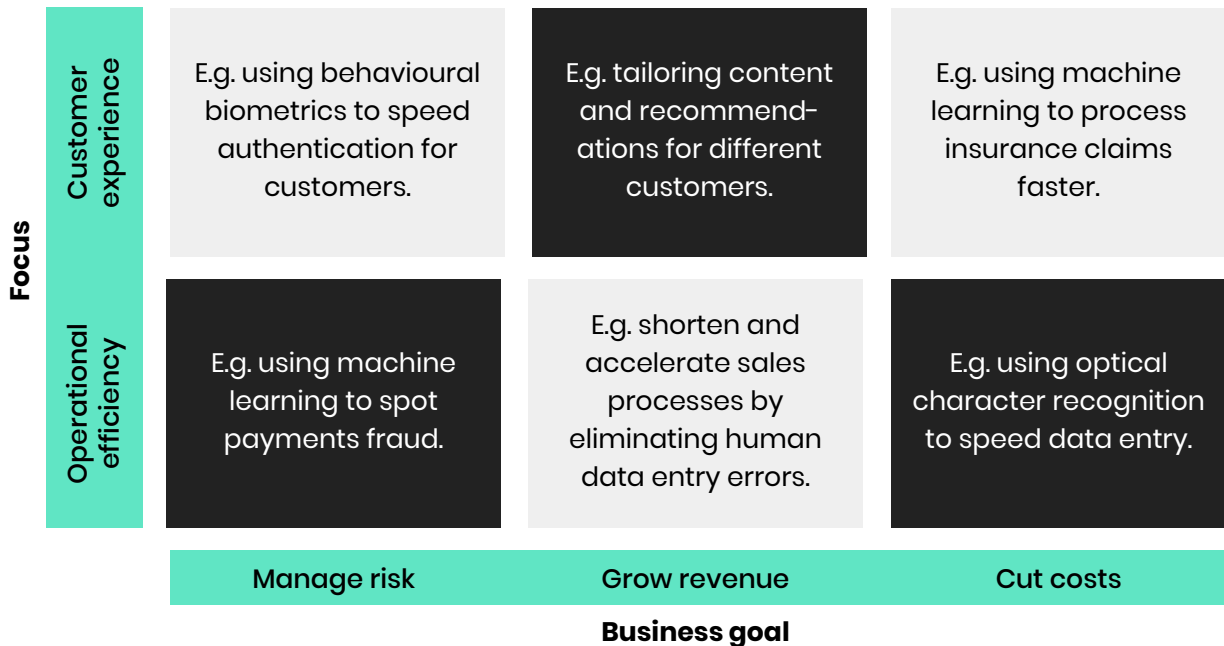 Focus
Customer
experience
E.g. using behavioural
biometrics to speed
authentication for
customers.
E.g. tailoring content
and recommend-
ations for different
customers.
E.g. using machine
learning to process
insurance claims
faster.
Operational
efficiency
E.g. using machine
learning to spot
payments fraud.
E.g. shorten and
accelerate sales
processes by
eliminating human
data entry errors.
E.g. using optical
character recognition
to speed data entry.
Manage risk
Grow revenue
Cut costs
Business goal